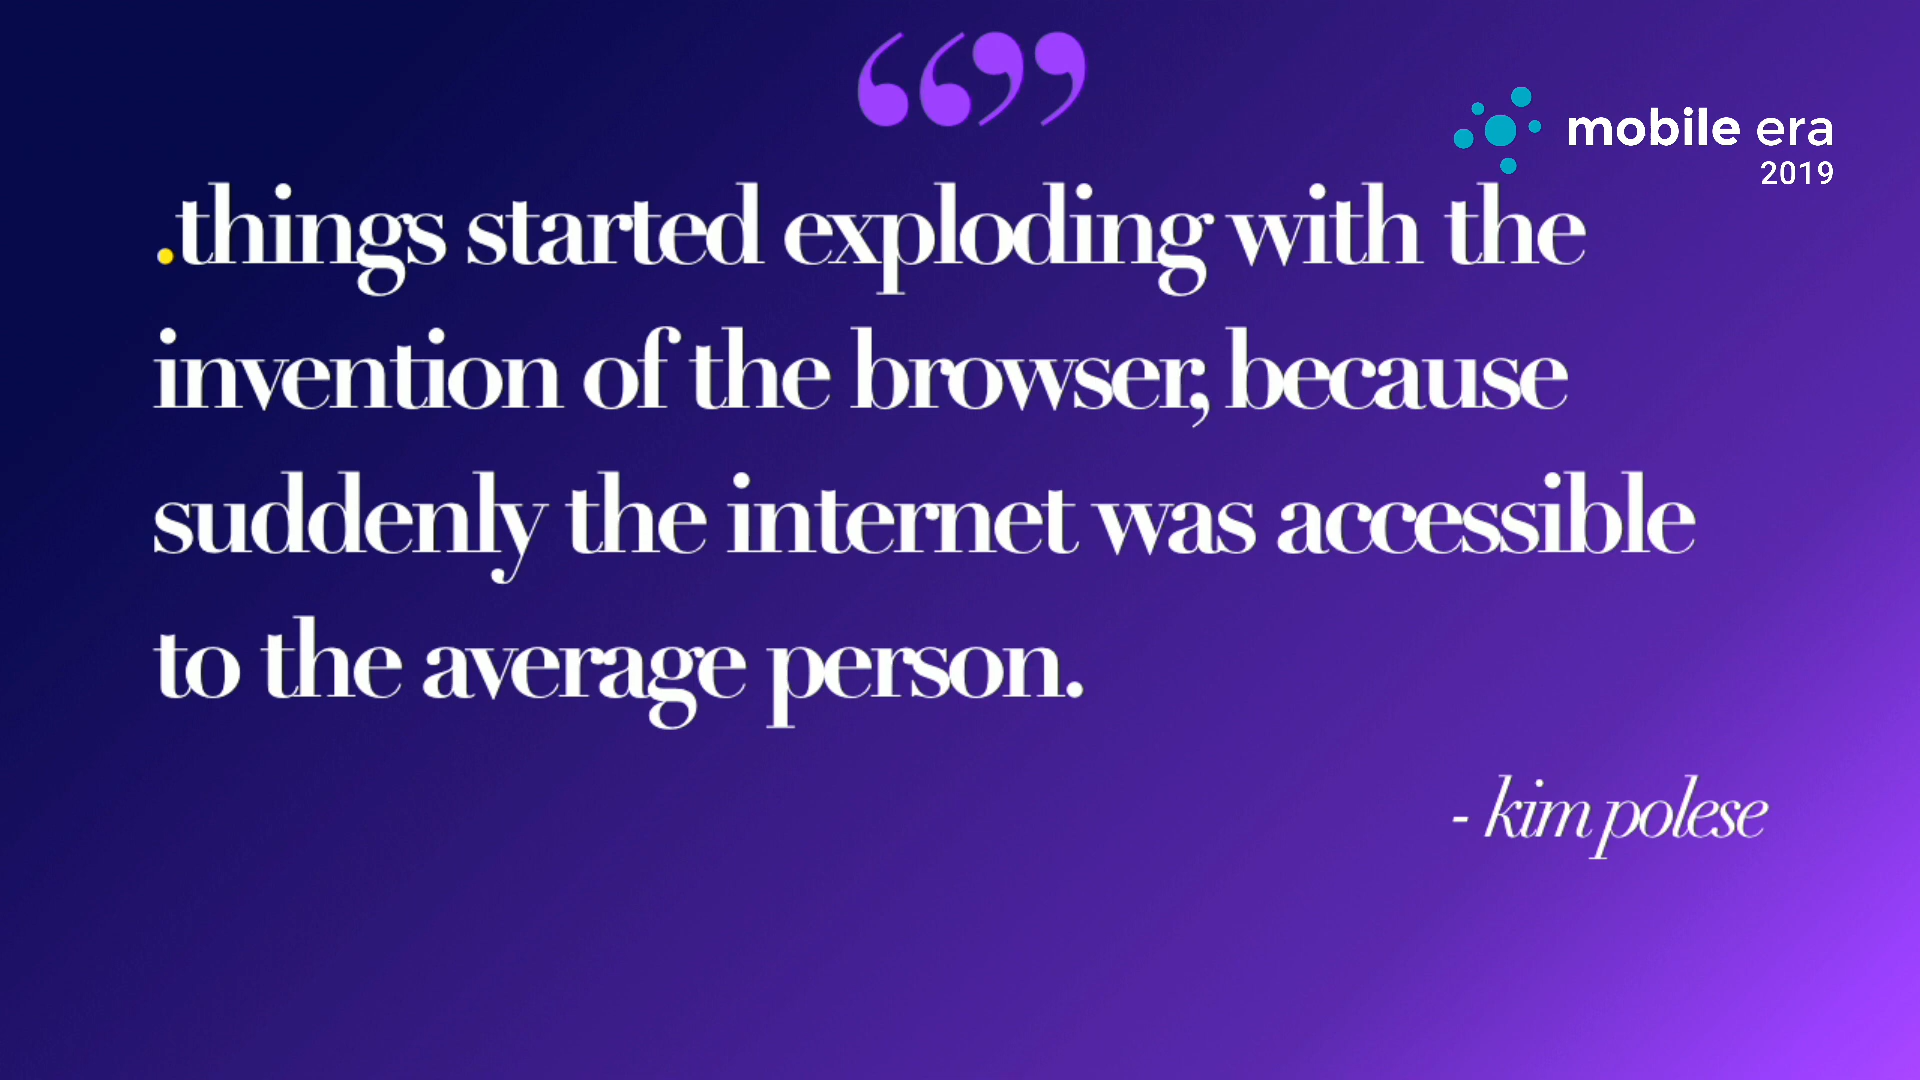 “”
mobile era
2019
.things started exploding with the
invention of the browser, because
suddenly the internet was accessible
to the average person.
- kim polese